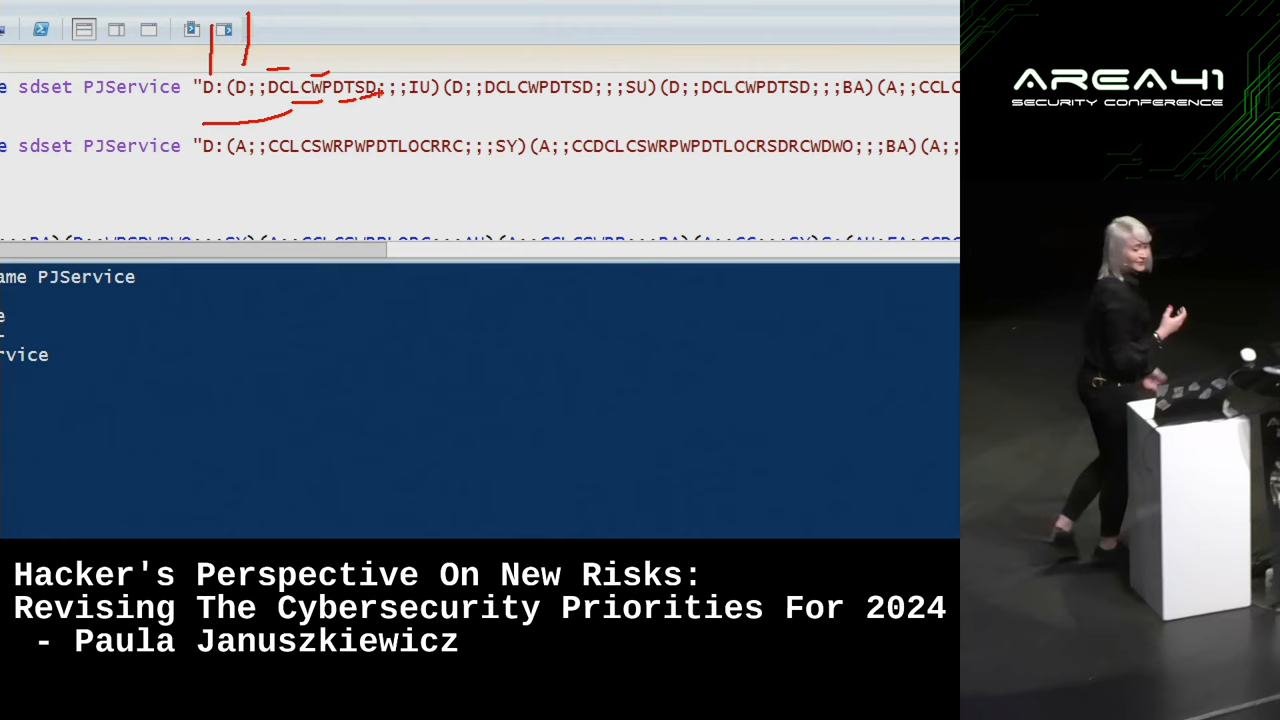 e sdset PJService "D:(D;;DCLCWPDTSD;;;IU)(D;;DCLCWPDTSD;;;SU)(D;;DCLCWPDTSD;;;BA)(A;;CCLC
e sdset PJService "D:(A;;CCLCSWRPWPDTLOCRRC;;;SY)(A;;CCDCLCSWRPWPDTLOCRSDRCWDWO;;;BA)(A;;
ame PJService
e
-
rvice
AREA41
SECURITY CONFERENCE
Hacker's Perspective On New Risks:
Revising The Cybersecurity Priorities For 2024
- Paula Januszkiewicz